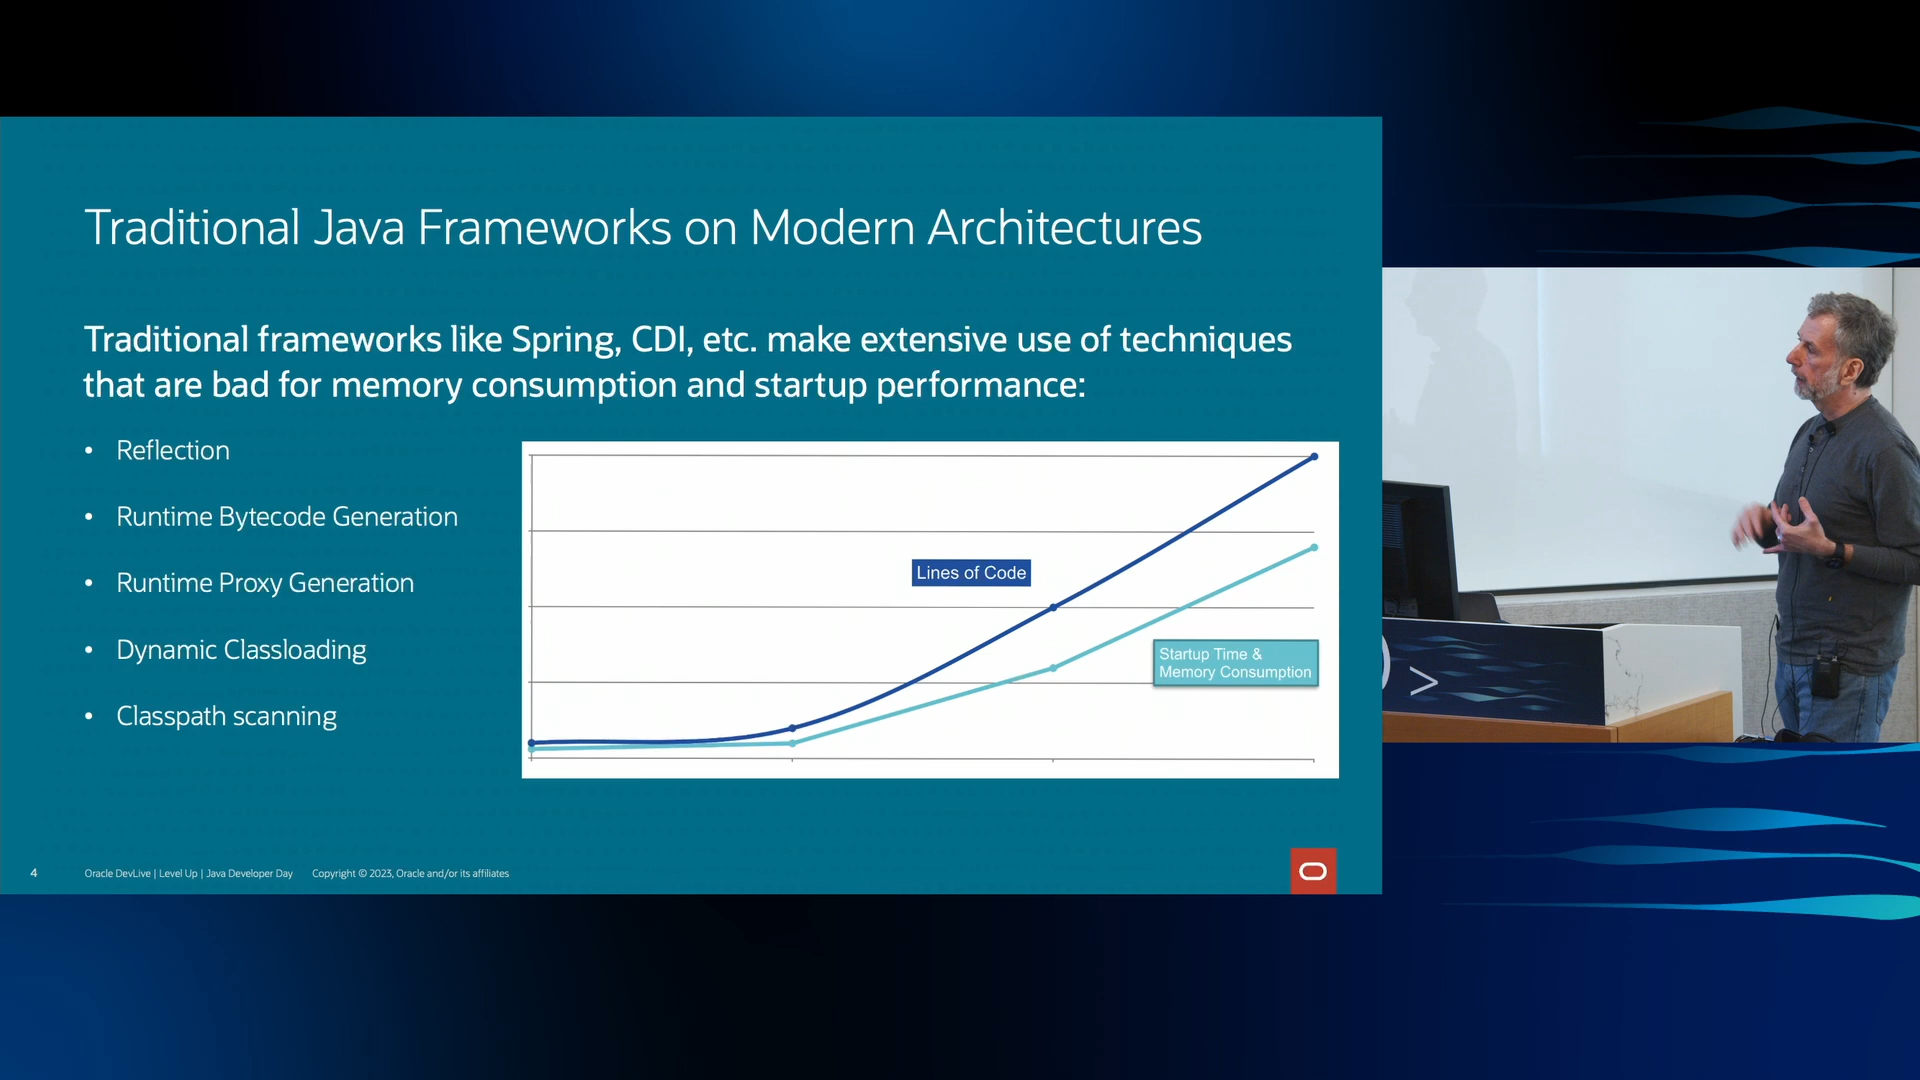 Traditional Java Frameworks on Modern Architectures
Traditional frameworks like Spring, CDI, etc. make extensive use of techniques
that are bad for memory consumption and startup performance:
• Reflection
• Runtime Bytecode Generation
• Runtime Proxy Generation
• Dynamic Classloading
• Classpath scanning
Lines of Code
Startup Time &
Memory Consumption
4 Oracle DevLive | Level Up | Java Developer Day Copyright © 2023, Oracle and/or its affiliates